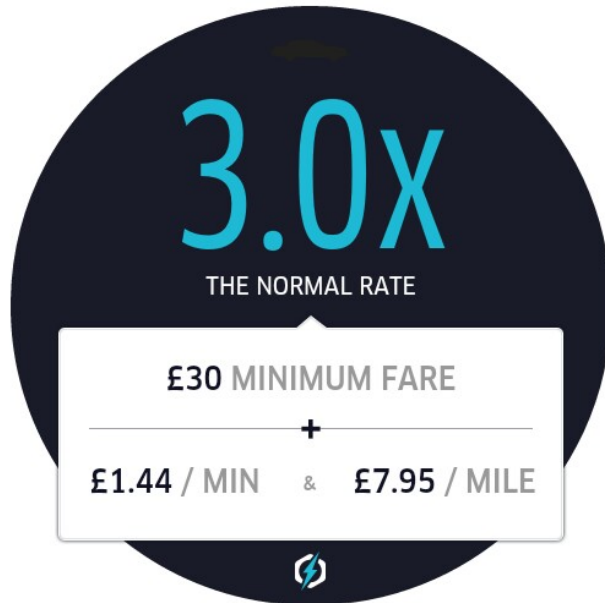 3.0x
THE NORMAL RATE
£30 MINIMUM FARE
+
£1.44 / MIN & £7.95 / MILE